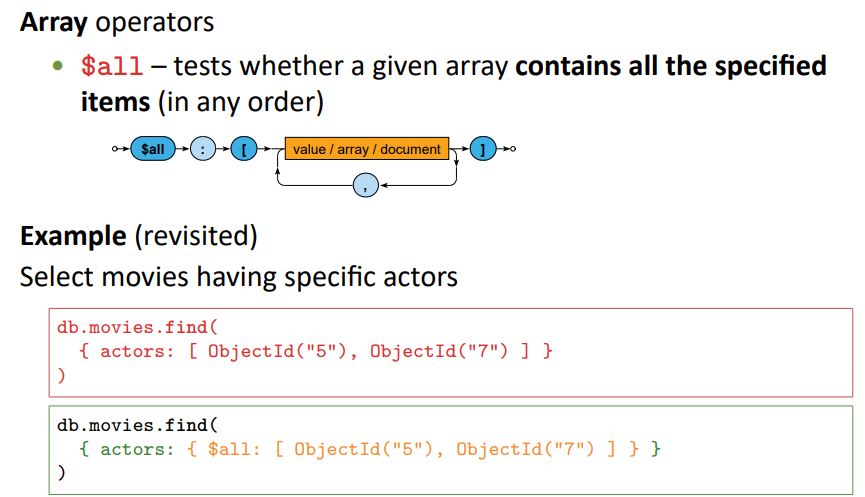 Array operators
• $all – tests whether a given array contains all the specified
items (in any order)
$all : [ value / array / document ]
,
Example (revisited)
Select movies having specific actors
db.movies.find(
{ actors: [ ObjectId("5"), ObjectId("7") ] }
)
db.movies.find(
{ actors: { $all: [ ObjectId("5"), ObjectId("7") ] } }
)